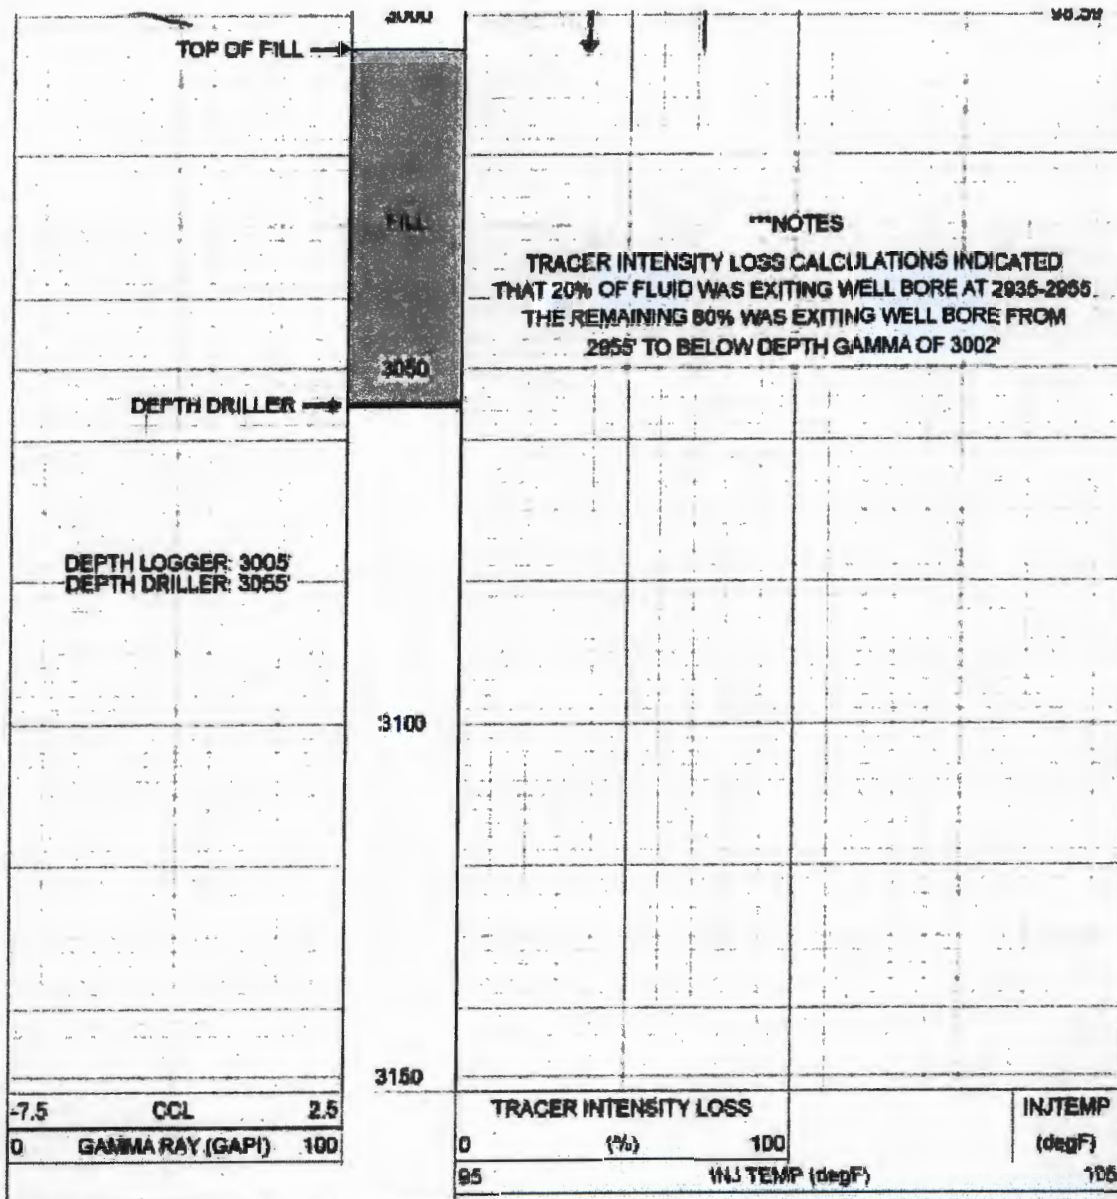 3000
98.59
TOP OF FILL
FILL
***NOTES
TRACER INTENSITY LOSS CALCULATIONS INDICATED
THAT 20% OF FLUID WAS EXITING WELL BORE AT 2935-2955
THE REMAINING 80% WAS EXITING WELL BORE FROM
2955' TO BELOW DEPTH GAMMA OF 3002'
3050
DEPTH DRILLER
DEPTH LOGGER: 3005'
DEPTH DRILLER: 3055'
3100
3150
-7.5 CCL 2.5
TRACER INTENSITY LOSS
INJTEMP
0 GAMMA RAY (GAPI) 100
0 (%) 100
(degF)
95 INJ TEMP (degF) 105